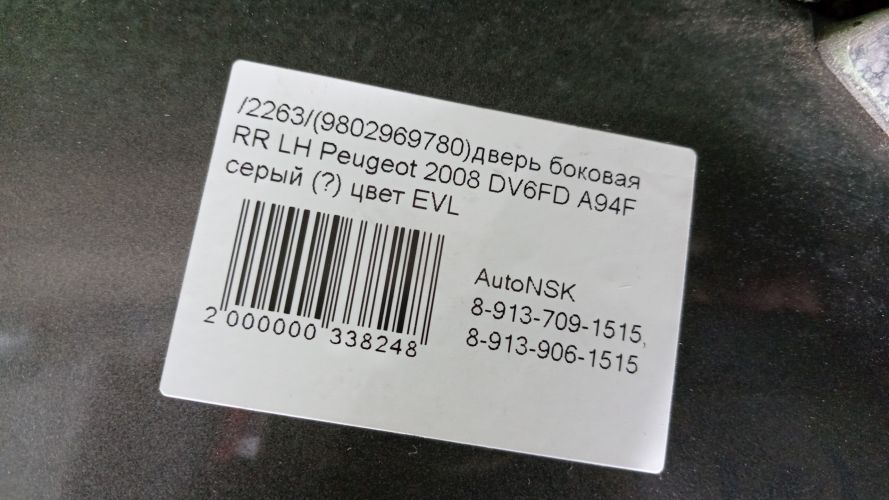 /2263/(9802969780)дверь боковая
RR LH Peugeot 2008 DV6FD A94F
серый (?) цвет EVL
2 000000 338248
AutoNSK
8-913-709-1515,
8-913-906-1515